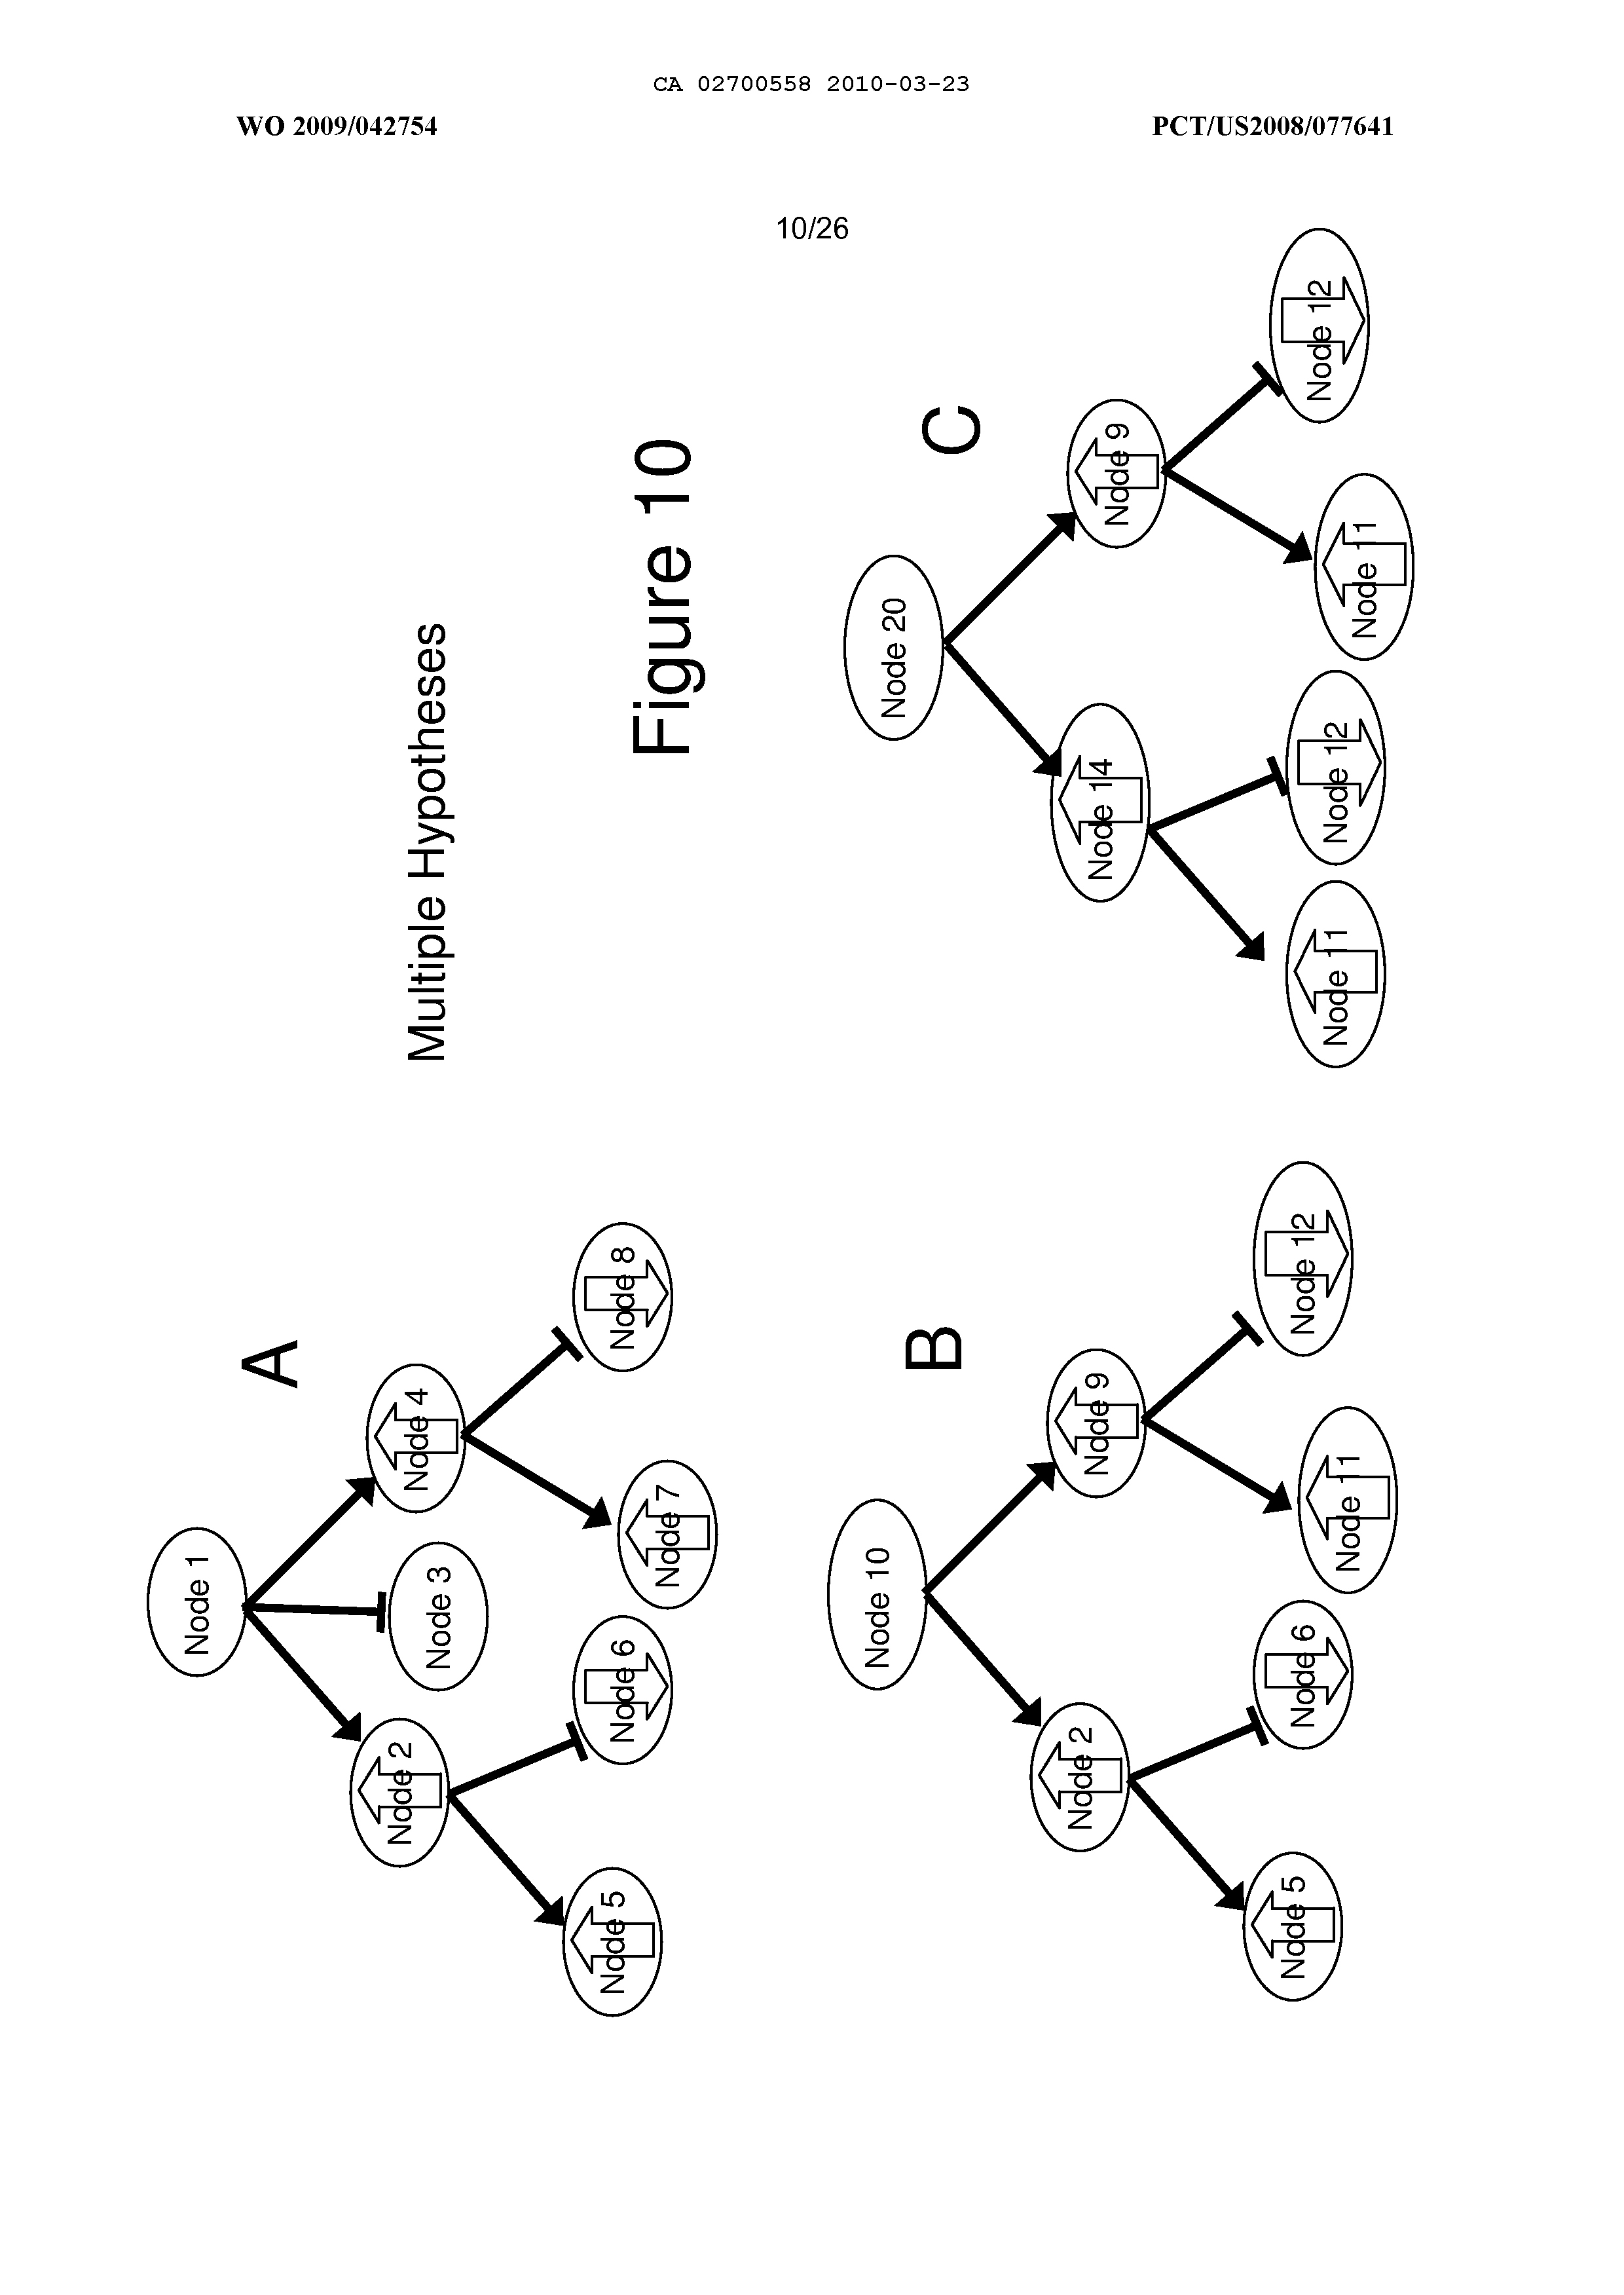 CA 02700558 2010-03-23
WO 2009/042754
PCT/US2008/077641
10/26
Multiple Hypotheses
Figure 10
A
Node 1
Node 2
Node 3
Node 4
Node 5
Node 6
Node 7
Node 8
B
Node 10
Node 2
Node 9
Node 5
Node 6
Node 11
Node 12
C
Node 20
Node 14
Node 9
Node 11
Node 12
Node 11
Node 12